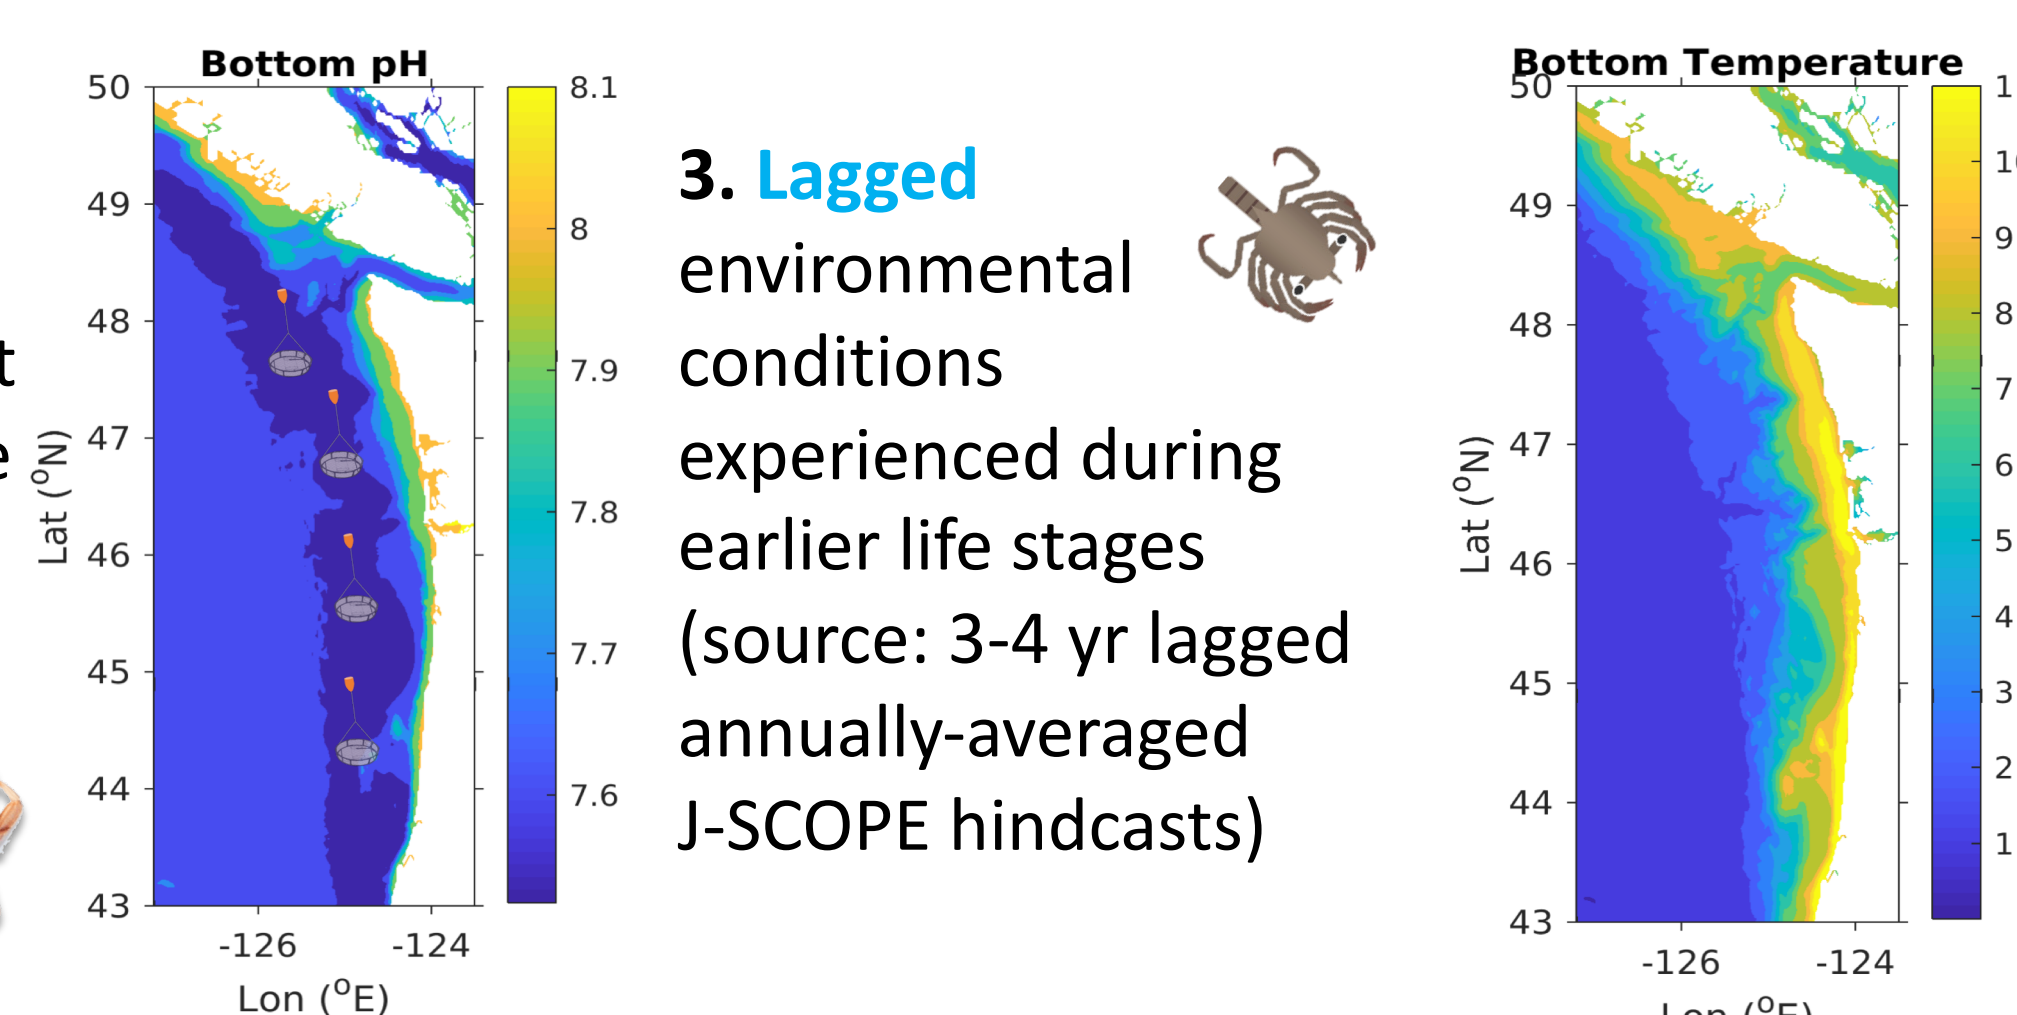 Bottom pH
50
49
48
47
46
45
44
43
-126
-124
Lat (°N)
Lon (°E)
8.1
8
7.9
7.8
7.7
7.6
3. Lagged
environmental
conditions
experienced during
earlier life stages
(source: 3-4 yr lagged
annually-averaged
J-SCOPE hindcasts)
Bottom Temperature
50
49
48
47
46
45
44
43
-126
-124
Lat (°N)
Lon (°E)
9
8
7
6
5
4
3
2
1